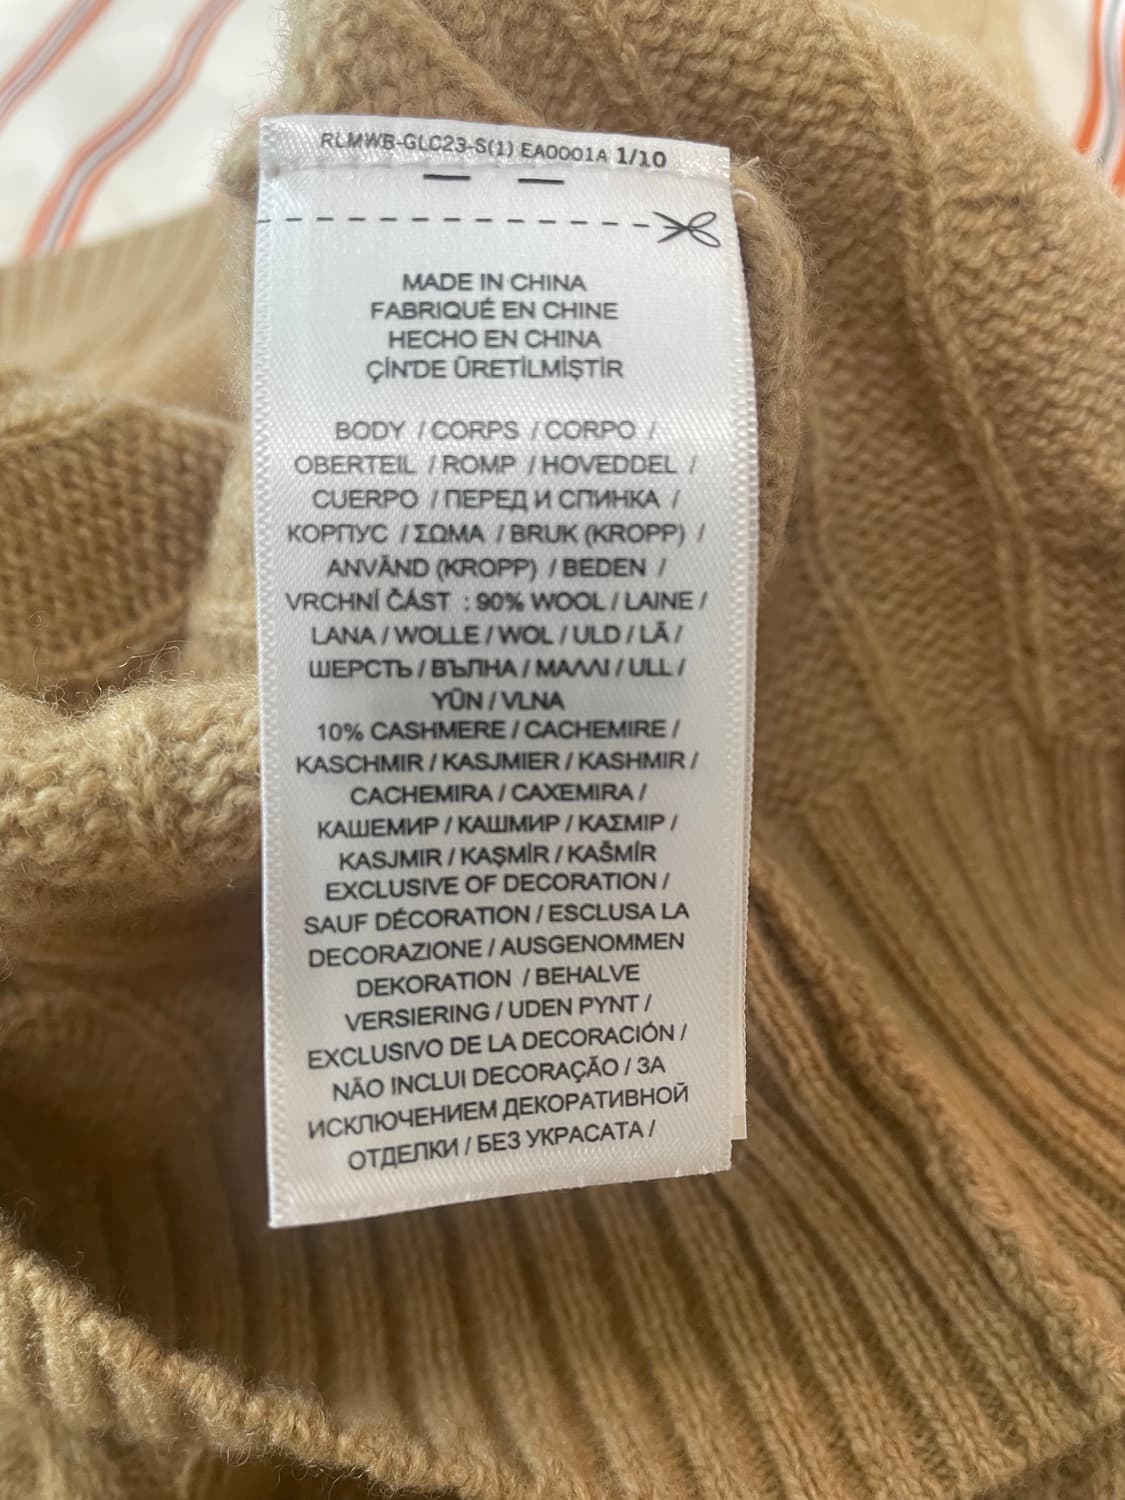 RLMWB-GLC23-S(1) EA0001A 1/10
MADE IN CHINA
FABRIQUÉ EN CHINE
HECHO EN CHINA
ÇİN'DE ÜRETİLMİŞTİR
BODY / CORPS / CORPO /
OBERTEIL / ROMP / HOVEDDEL /
CUERPO / ПЕРЕД И СПИНКА /
КОРПУС / ΣΩΜΑ / BRUK (KROPP) /
ANVÄND (KROPP) / BEDEN /
VRCHNÍ ČÁST : 90% WOOL / LAINE /
LANA / WOLLE / WOL / ULD / LÃ /
ШЕРСТЬ / ВЪЛНА / ΜΑΛΛΙ / ULL /
YÜN / VLNA
10% CASHMERE / CACHEMIRE /
KASCHMIR / KASJMIER / KASHMIR /
CACHEMIRA / CAXEMIRA /
КАШЕМИР / КАШМИР / ΚΑΣΜΙΡ /
KASJMIR / KAŞMİR / KAŠMÍR
EXCLUSIVE OF DECORATION /
SAUF DÉCORATION / ESCLUSA LA
DECORAZIONE / AUSGENOMMEN
DEKORATION / BEHALVE
VERSIERING / UDEN PYNT /
EXCLUSIVO DE LA DECORACIÓN /
NÃO INCLUI DECORAÇÃO / ЗА
ИСКЛЮЧЕНИЕМ ДЕКОРАТИВНОЙ
ОТДЕЛКИ / БЕЗ УКРАСАТА /